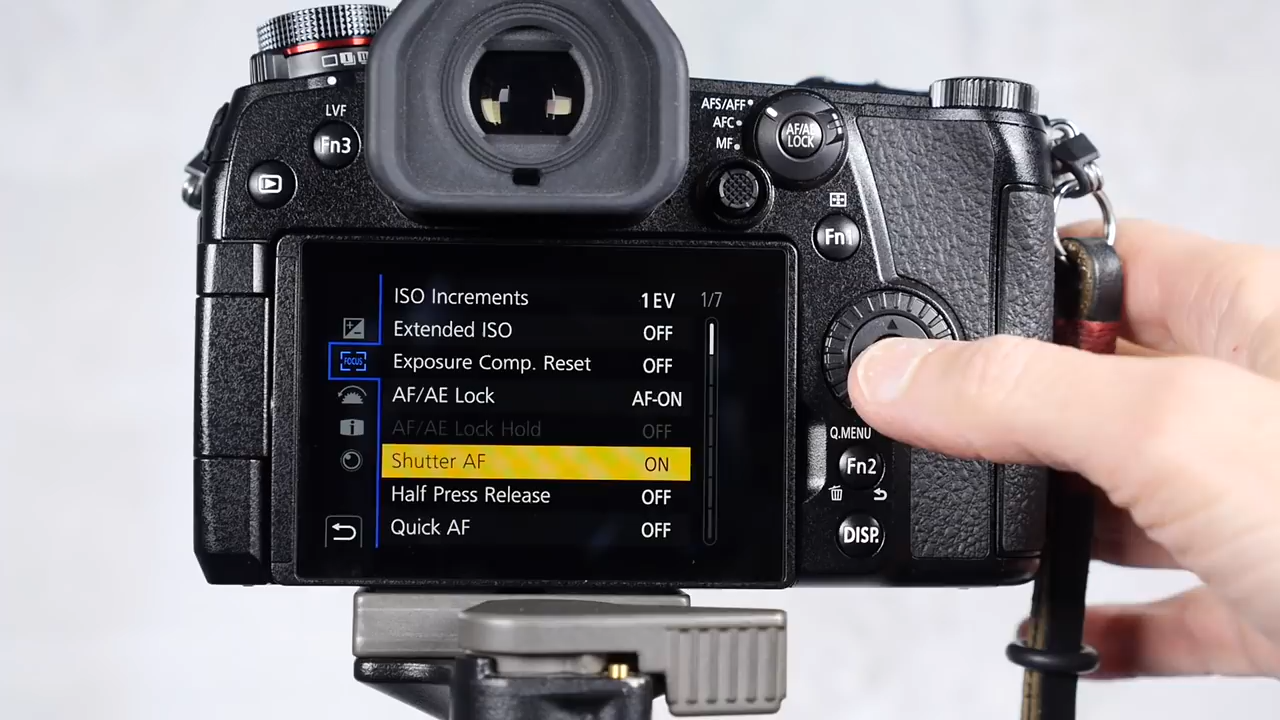 LVF
Fn3
AFS/AFF
AFC
MF
AF/AE
LOCK
Fn1
ISO Increments 1EV 1/7
Extended ISO OFF
Exposure Comp. Reset OFF
FOCUS
AF/AE Lock AF-ON
AF/AE Lock Hold OFF
Shutter AF ON
Half Press Release OFF
Quick AF OFF
Q.MENU
Fn2
DISP.